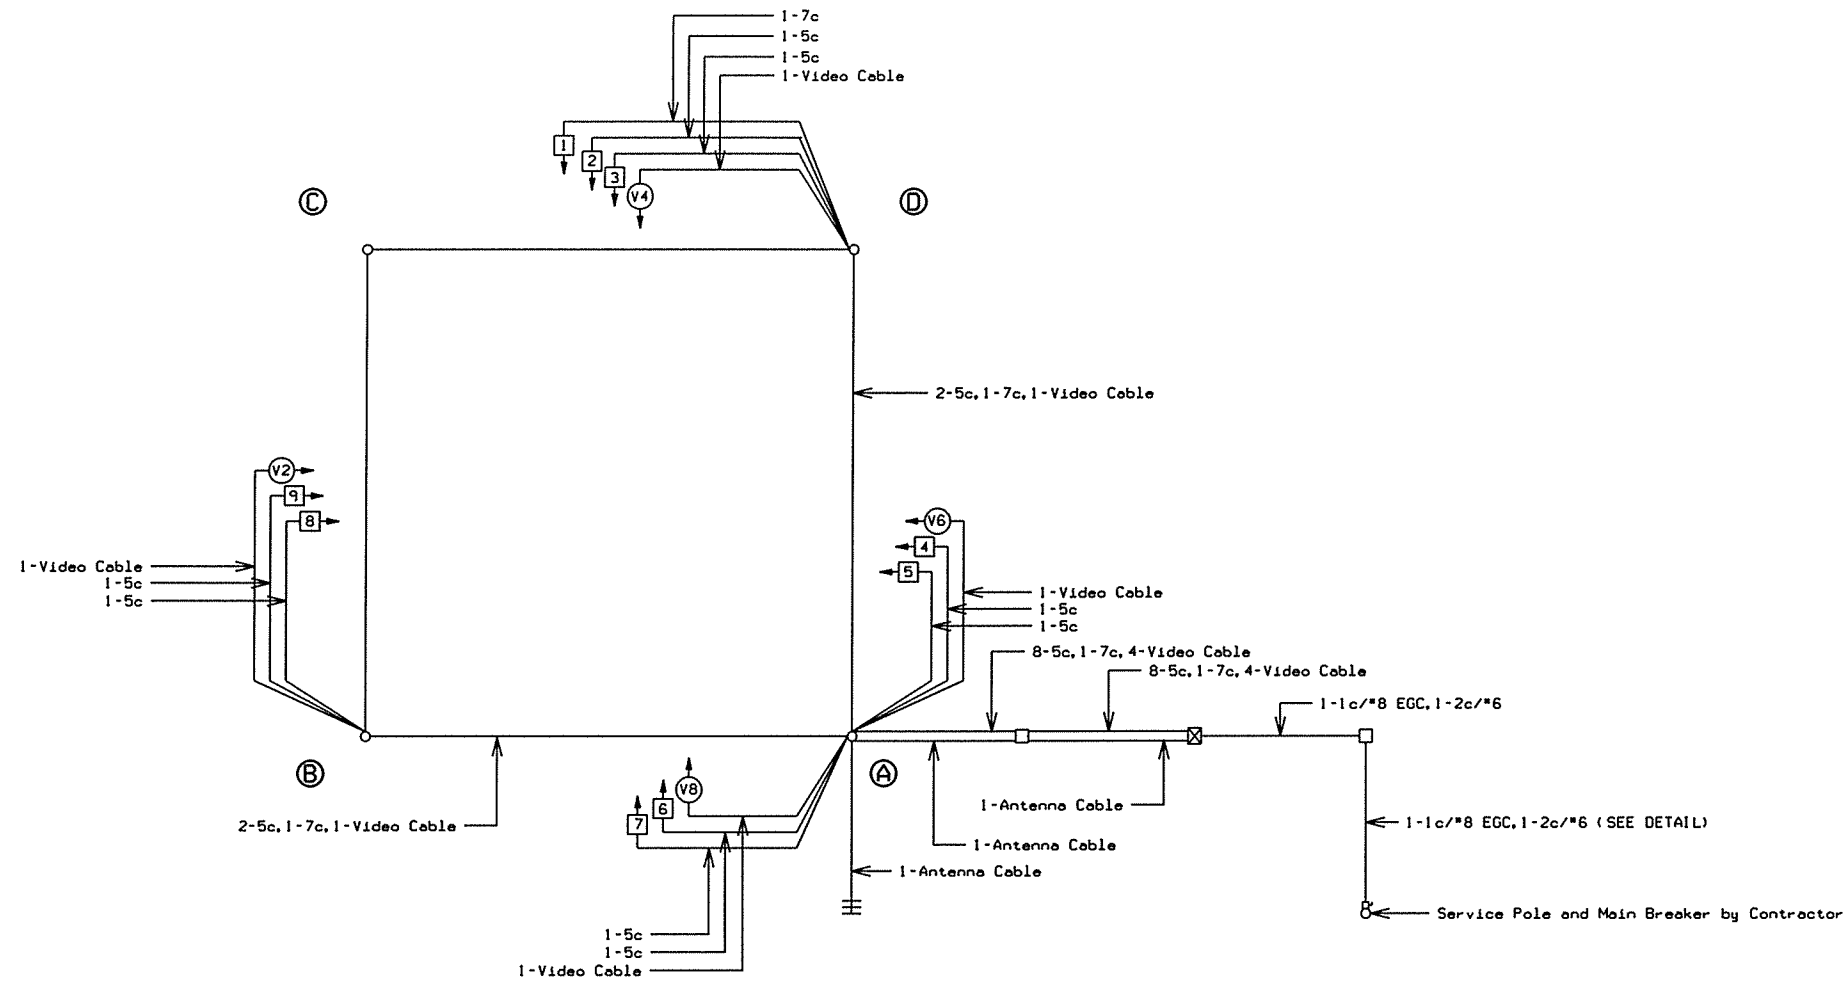 1-7c
1-5c
1-5c
1-Video Cable
1
2
3
V4
C
D
2-5c,1-7c,1-Video Cable
V2
9
8
V6
4
5
1-Video Cable
1-5c
1-5c
1-Video Cable
1-5c
1-5c
8-5c,1-7c,4-Video Cable
8-5c,1-7c,4-Video Cable
1-1c/#8 EGC,1-2c/#6
B
A
V8
6
7
1-Antenna Cable
2-5c,1-7c,1-Video Cable
1-1c/#8 EGC,1-2c/#6 (SEE DETAIL)
1-Antenna Cable
1-Antenna Cable
Service Pole and Main Breaker by Contractor
1-5c
1-5c
1-Video Cable